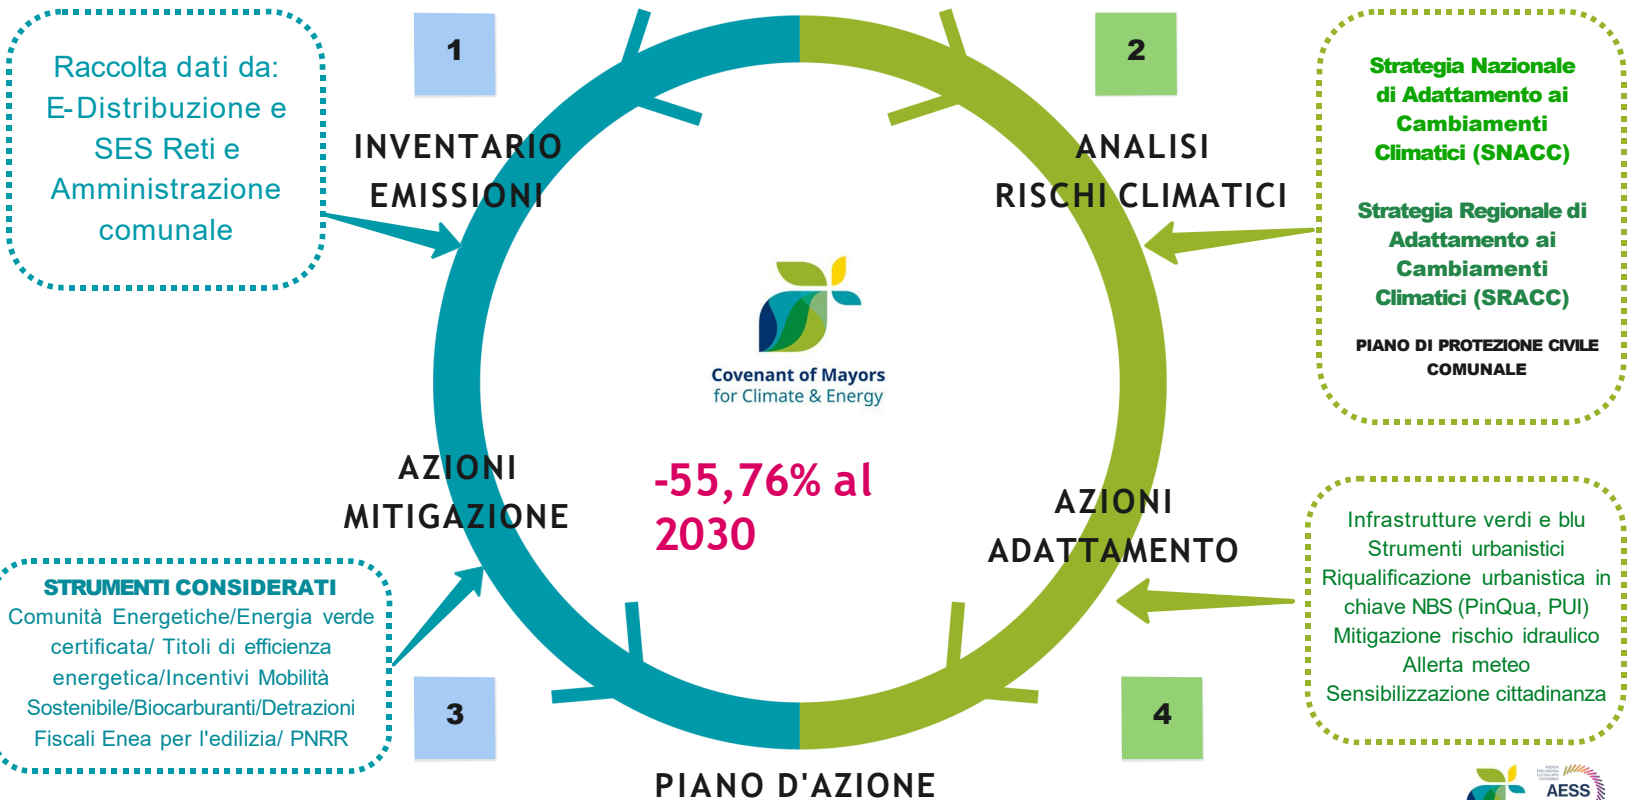 Raccolta dati da:
E-Distribuzione e
SES Reti e
Amministrazione
comunale
1
INVENTARIO
EMISSIONI
2
ANALISI
RISCHI CLIMATICI
Strategia Nazionale
di Adattamento ai
Cambiamenti
Climatici (SNACC)
Strategia Regionale di
Adattamento ai
Cambiamenti
Climatici (SRACC)
PIANO DI PROTEZIONE CIVILE
COMUNALE
Covenant of Mayors
for Climate & Energy
-55,76% al
2030
AZIONI
MITIGAZIONE
STRUMENTI CONSIDERATI
Comunità Energetiche/Energia verde
certificata/ Titoli di efficienza
energetica/Incentivi Mobilità
Sostenibile/Biocarburanti/Detrazioni
Fiscali Enea per l'edilizia/ PNRR
3
AZIONI
ADATTAMENTO
4
Infrastrutture verdi e blu
Strumenti urbanistici
Riqualificazione urbanistica in
chiave NBS (PinQua, PUI)
Mitigazione rischio idraulico
Allerta meteo
Sensibilizzazione cittadinanza
PIANO D'AZIONE
AESS